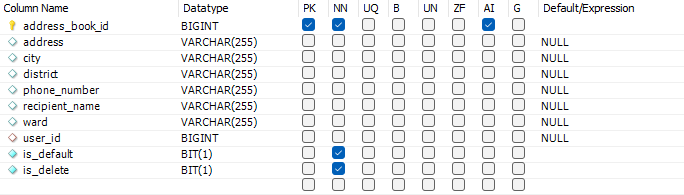 Column Name Datatype PK NN UQ B UN ZF AI G Default/Expression
address_book_id BIGINT
address VARCHAR(255) NULL
city VARCHAR(255) NULL
district VARCHAR(255) NULL
phone_number VARCHAR(255) NULL
recipient_name VARCHAR(255) NULL
ward VARCHAR(255) NULL
user_id BIGINT NULL
is_default BIT(1)
is_delete BIT(1)